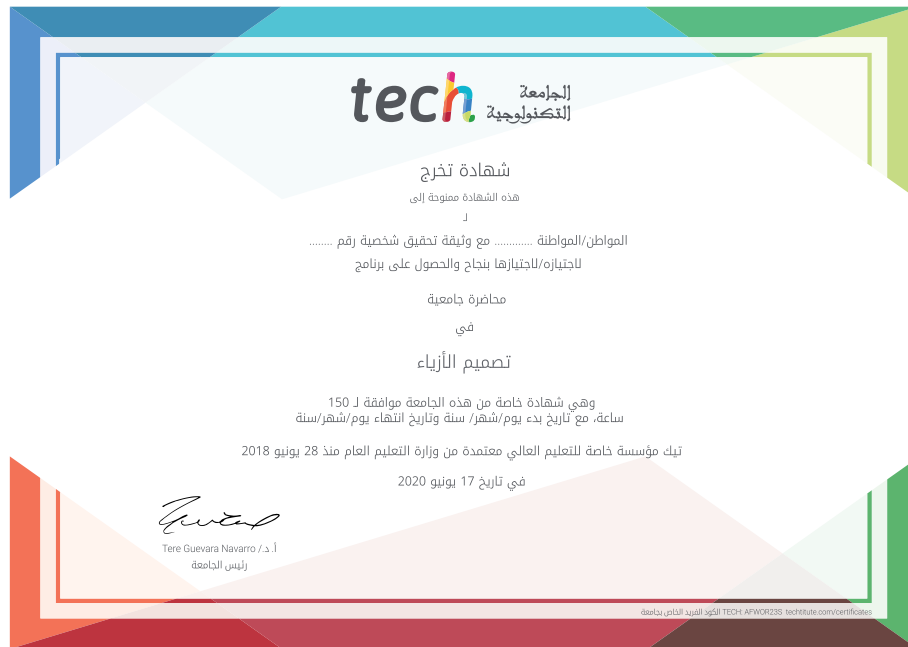 tech الجامعة
التكنولوجية
شهادة تخرج
هذه الشهادة ممنوحة إلى
لـ
المواطن/المواطنة ............. مع وثيقة تحقيق شخصية رقم ........
لاجتيازه/لاجتيازها بنجاح والحصول على برنامج
محاضرة جامعية
في
تصميم الأزياء
وهي شهادة خاصة من هذه الجامعة موافقة لـ 150
ساعة، مع تاريخ بدء يوم/شهر/ سنة وتاريخ انتهاء يوم/شهر/سنة
تيك مؤسسة خاصة للتعليم العالي معتمدة من وزارة التعليم العام منذ 28 يونيو 2018
في تاريخ 17 يونيو 2020
أ. د./ Tere Guevara Navarro
رئيس الجامعة
الكود الفريد الخاص بجامعة TECH: AFWOR23S techtitute.com/certificates